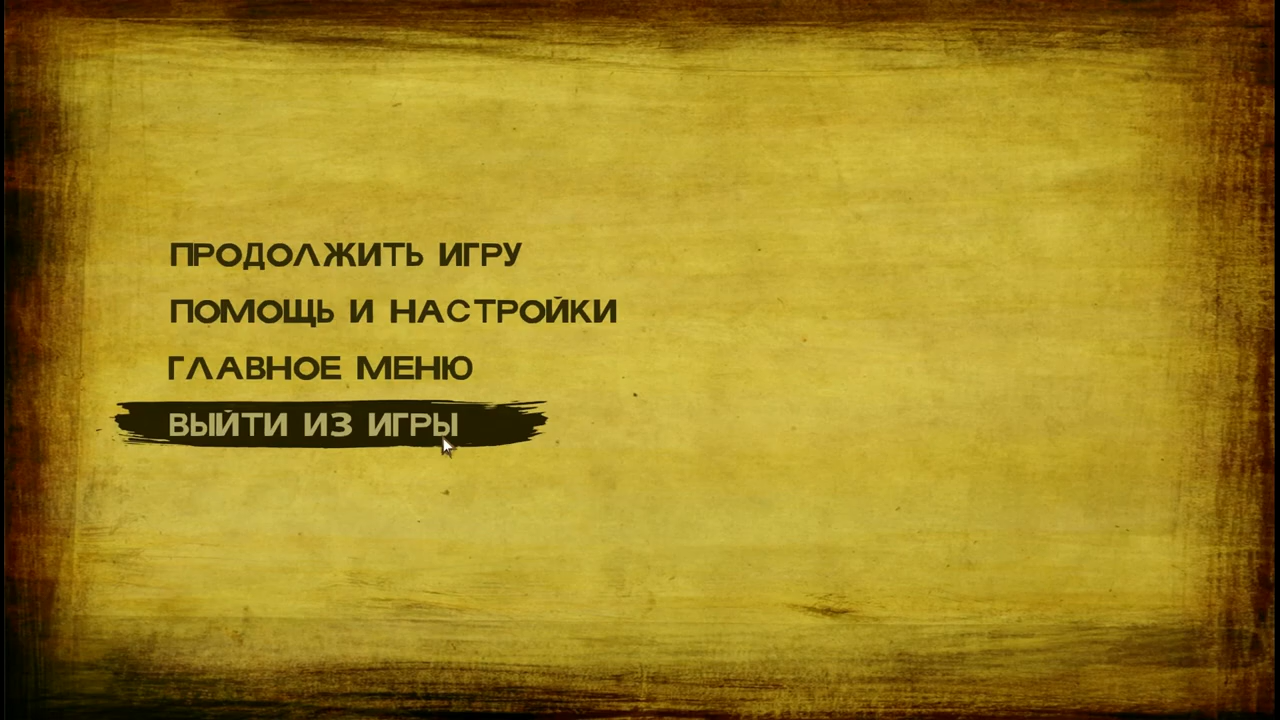 ПРОДОЛЖИТЬ ИГРУ
ПОМОЩЬ И НАСТРОЙКИ
ГЛАВНОЕ МЕНЮ
ВЫЙТИ ИЗ ИГРЫ